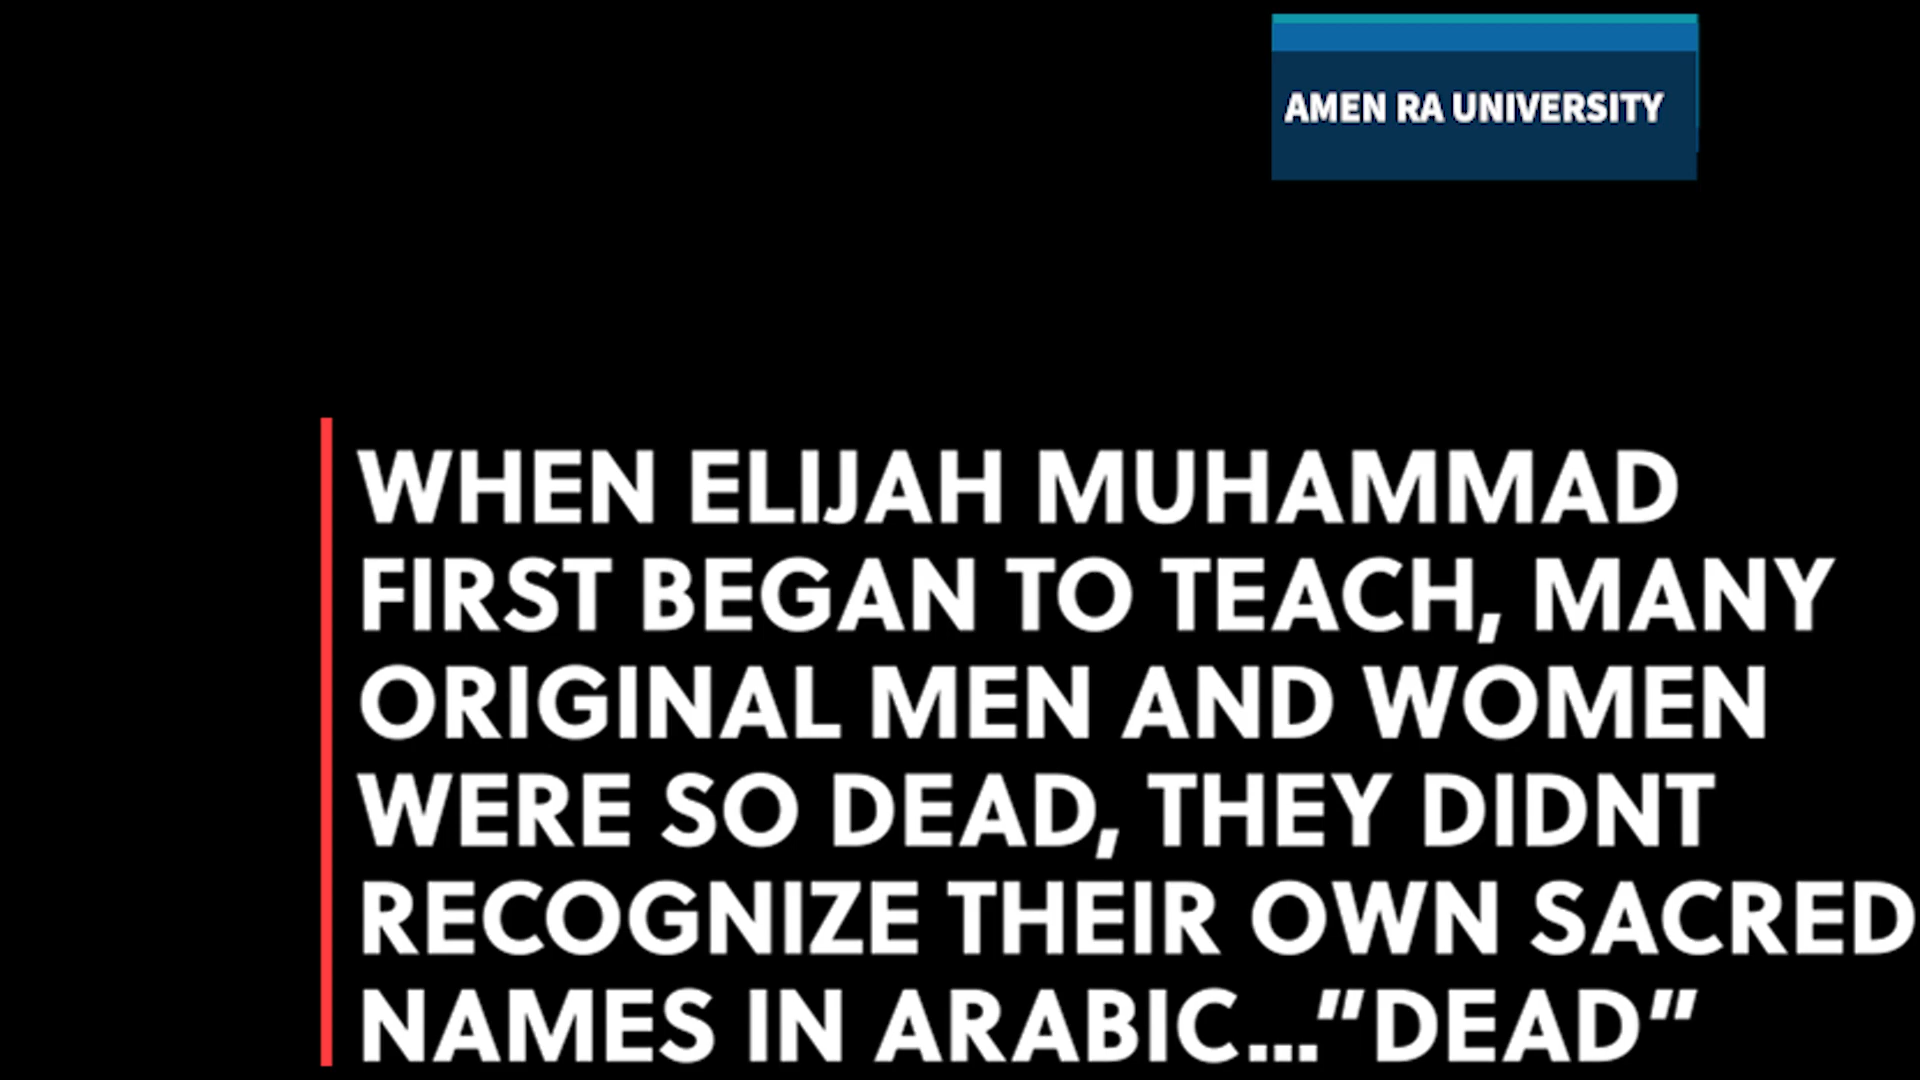 AMEN RA UNIVERSITY
WHEN ELIJAH MUHAMMAD
FIRST BEGAN TO TEACH, MANY
ORIGINAL MEN AND WOMEN
WERE SO DEAD, THEY DIDNT
RECOGNIZE THEIR OWN SACRED
NAMES IN ARABIC..."DEAD"